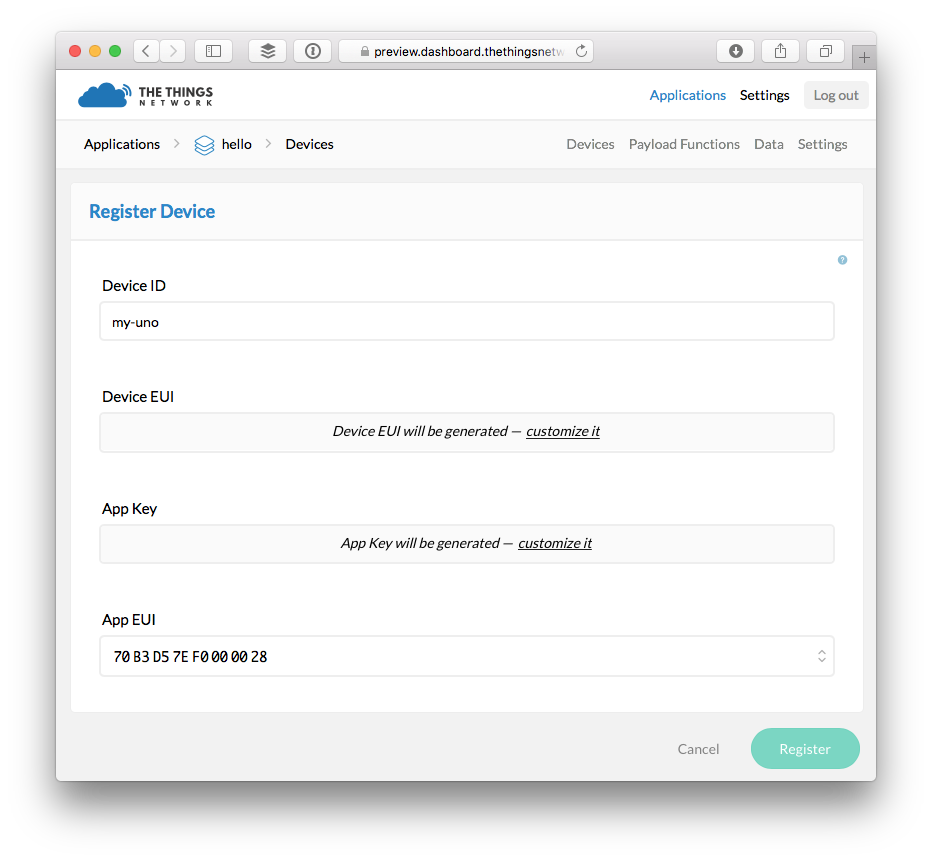 preview.dashboard.thethingsnetw
THE THINGS
NETWORK
Applications Settings Log out
Applications hello Devices
Devices Payload Functions Data Settings
Register Device
?
Device ID
my-uno
Device EUI
Device EUI will be generated — customize it
App Key
App Key will be generated — customize it
App EUI
70 B3 D5 7E F0 00 00 28
Cancel Register